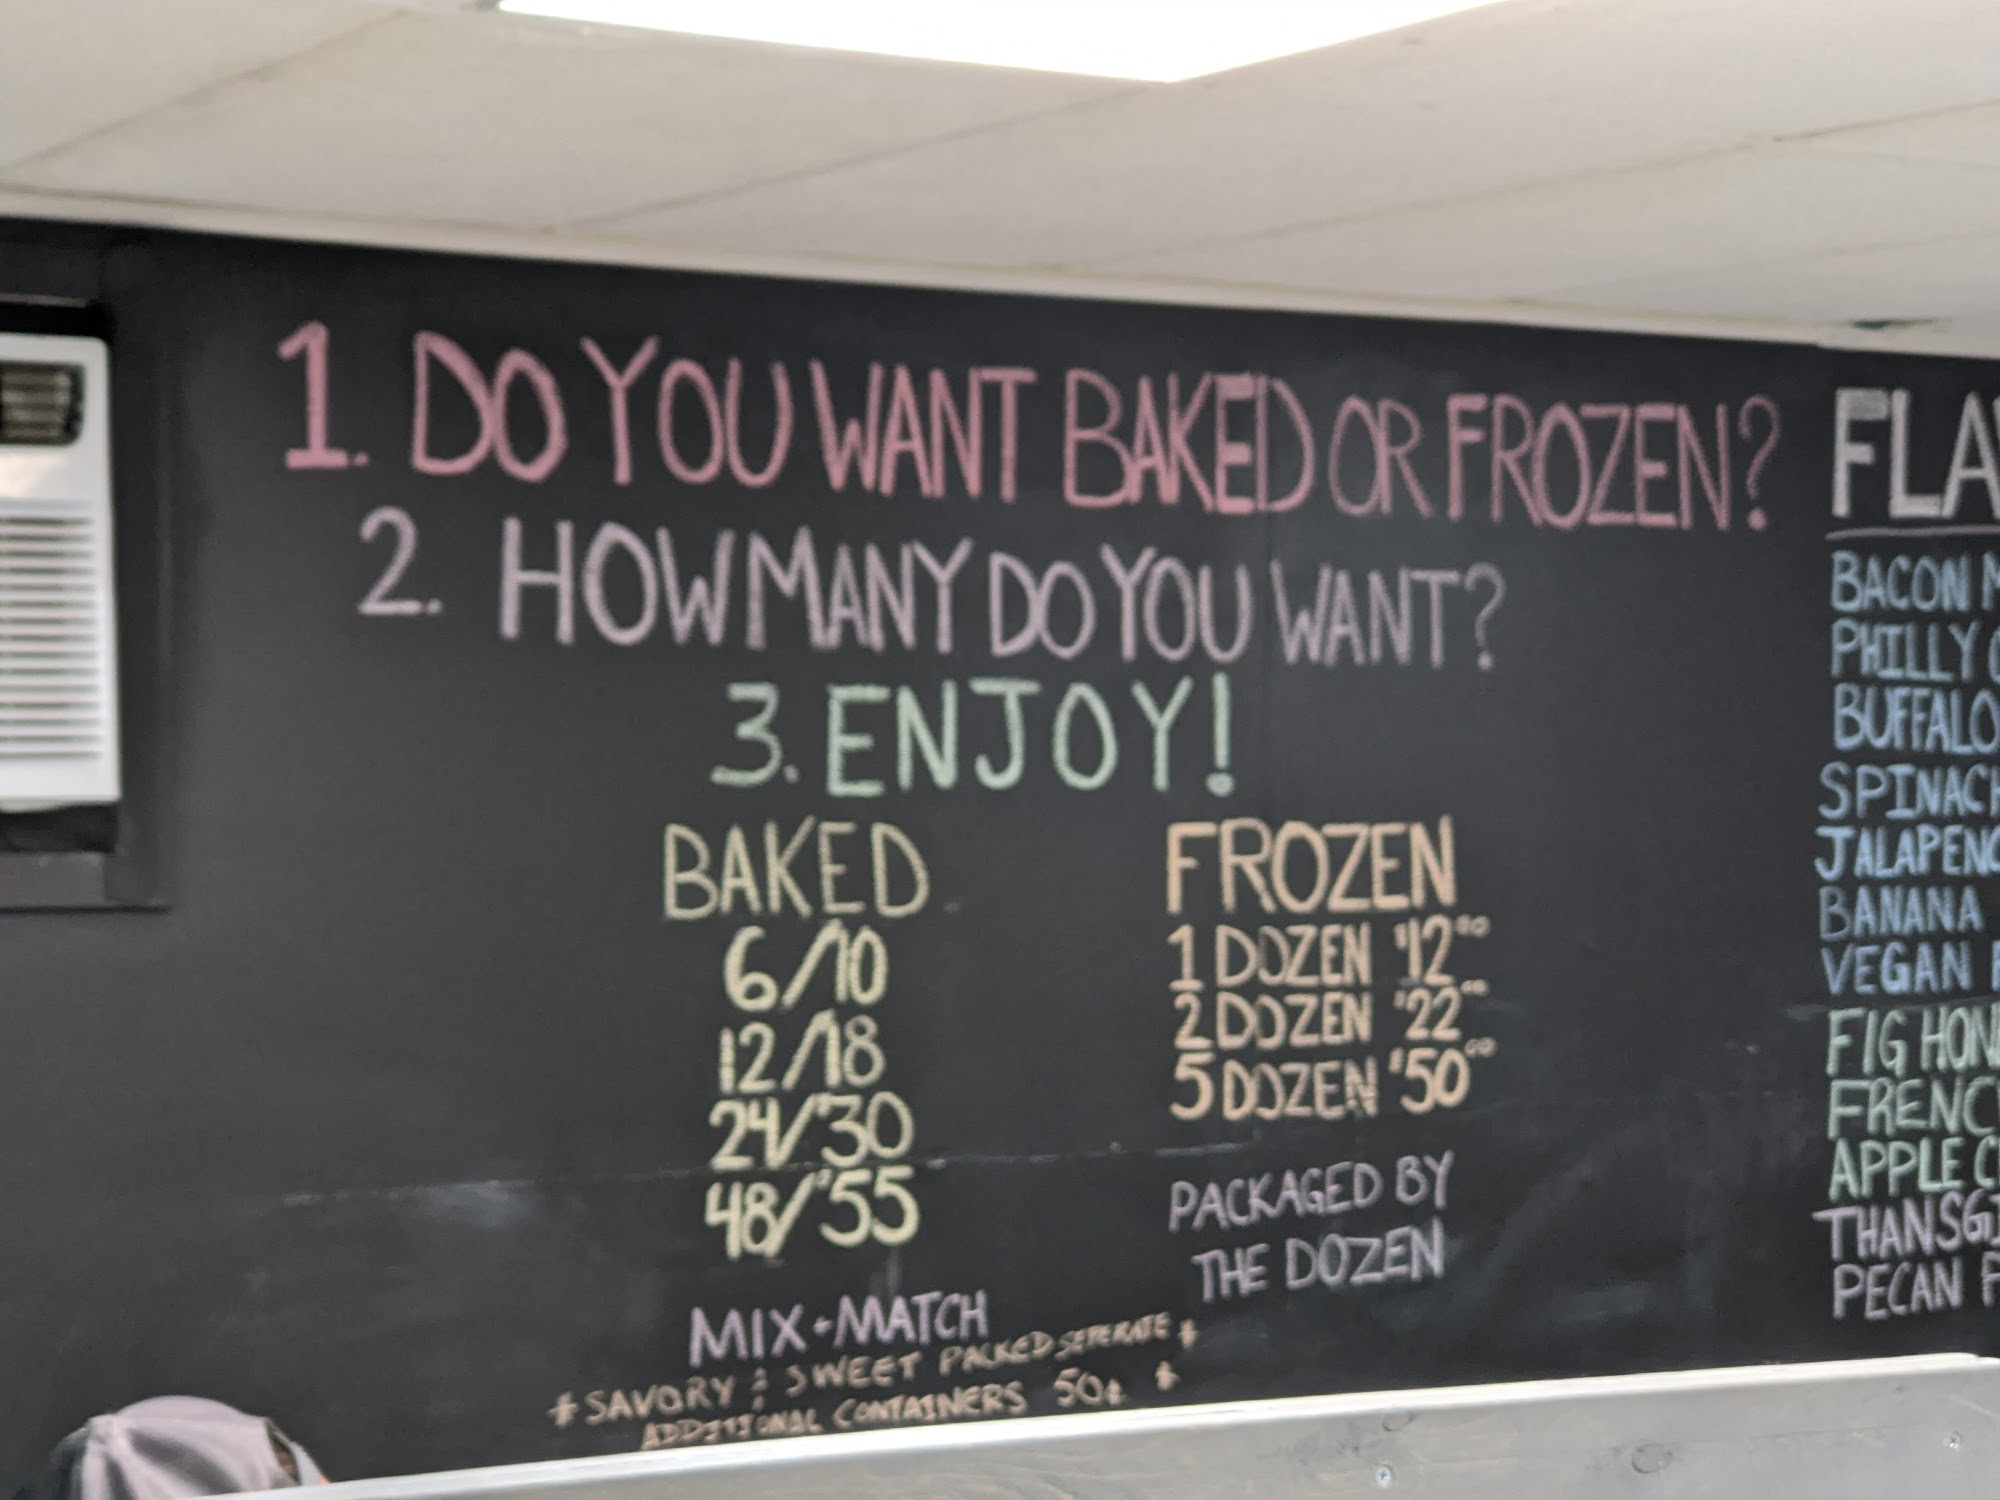 1. DO YOU WANT BAKED OR FROZEN?
2. HOW MANY DO YOU WANT?
3. ENJOY!
BAKED
6/10
12/18
24/$30
48/$55
MIX + MATCH
*SAVORY & SWEET PACKED SEPERATE*
ADDITIONAL CONTAINERS 50¢ *
FROZEN
1 DOZEN $12.00
2 DOZEN $22.00
5 DOZEN $50.00
PACKAGED BY
THE DOZEN
FLA
BACON
PHILLY
BUFFALO
SPINACH
JALAPENO
BANANA
VEGAN
FIG HON
FRENC
APPLE C
THANSGI
PECAN